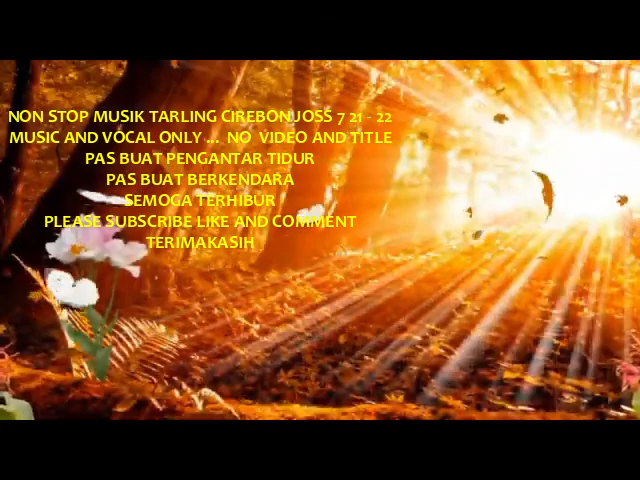 NON STOP MUSIK TARLING CIREBON JOSS 7 21 - 22
MUSIC AND VOCAL ONLY ... NO VIDEO AND TITLE
PAS BUAT PENGANTAR TIDUR
PAS BUAT BERKENDARA
SEMOGA TERHIBUR
PLEASE SUBSCRIBE LIKE AND COMMENT
TERIMAKASIH